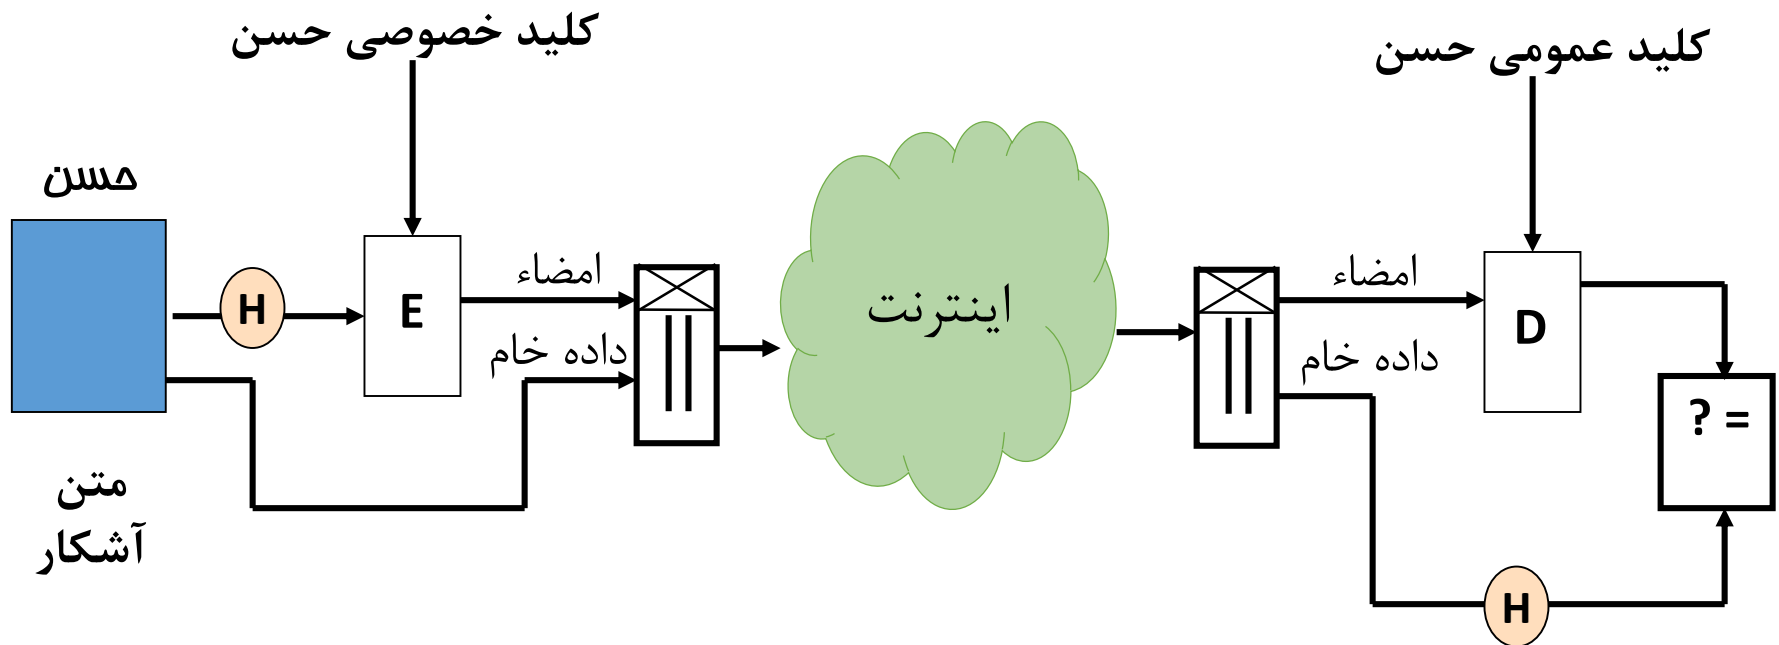 کلید خصوصی حسن
کلید عمومی حسن
حسن
H
E
امضاء
داده خام
اینترنت
امضاء
داده خام
D
? =
متن
آشکار
H